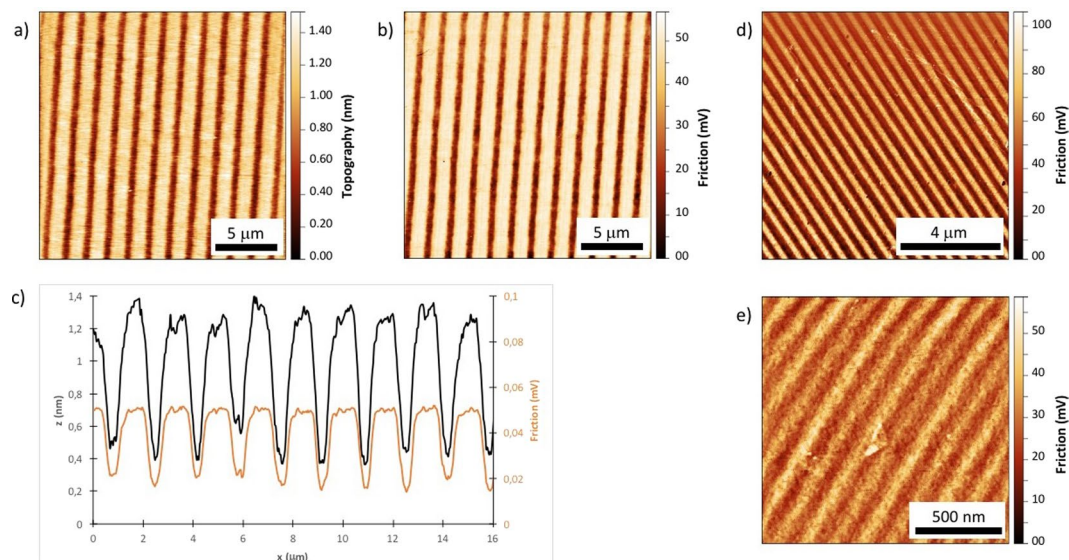 a)
1.40
1.00
0.60
0.40
0.20
0.00
Topography (nm)
5 µm
b)
50
40
30
20
10
00
Friction (mV)
5 µm
d)
100
80
60
40
20
00
Friction (mV)
4 µm
c)
1,4
1,2
1
0,8
0,6
0,4
0,2
0
z (nm)
0
2
4
6
8
10
12
14
16
x (µm)
0,1
0,08
0,06
0,04
0,02
0
Friction (mV)
e)
50
40
30
20
10
00
Friction (mV)
500 nm